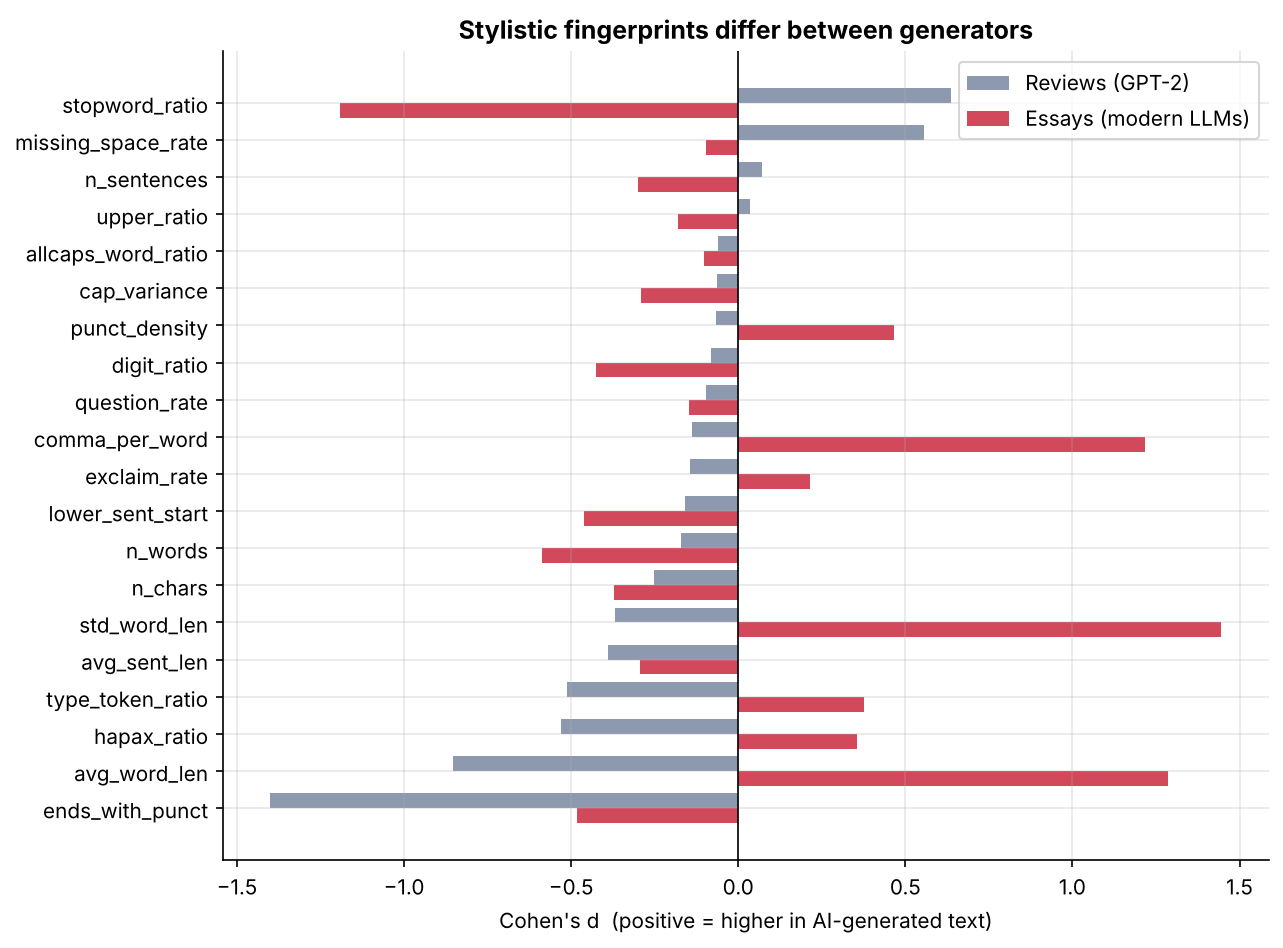 Stylistic fingerprints differ between generators
Reviews (GPT-2)
Essays (modern LLMs)
stopword_ratio
missing_space_rate
n_sentences
upper_ratio
allcaps_word_ratio
cap_variance
punct_density
digit_ratio
question_rate
comma_per_word
exclaim_rate
lower_sent_start
n_words
n_chars
std_word_len
avg_sent_len
type_token_ratio
hapax_ratio
avg_word_len
ends_with_punct
−1.5 −1.0 −0.5 0.0 0.5 1.0 1.5
Cohen's d  (positive = higher in AI-generated text)